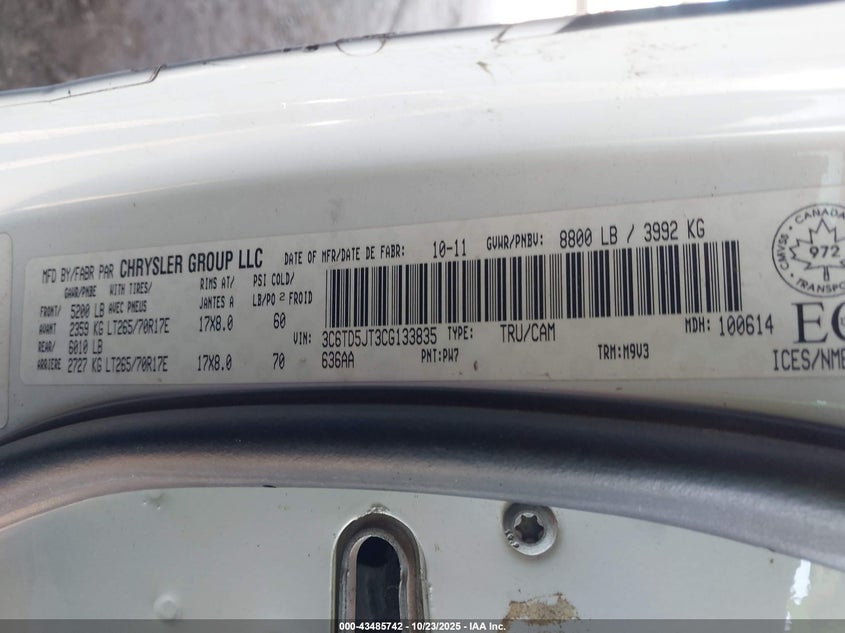 MFD BY/FABR PAR CHRYSLER GROUP LLC DATE OF MFR/DATE DE FABR: 10-11 GVWR/PNBV: 8800 LB / 3992 KG
GAWR/PNBE WITH TIRES/ RIMS AT/ PSI COLD/
AVEC PNEUS JANTES A LB/PO² FROID
FRONT/ 5200 LB
AVANT 2359 KG LT265/70R17E 17X8.0 60
REAR/ 6010 LB
ARRIERE 2727 KG LT265/70R17E 17X8.0 70
VIN: 3C6TD5JT3CG133835 TYPE: TRU/CAM MDH: 100614
636AA PNT: PW7 TRM: M9V3
CANADA
CMVSS
972
TRANSPO
ICES/NMB
000-43485742 - 10/23/2025 - IAA Inc.